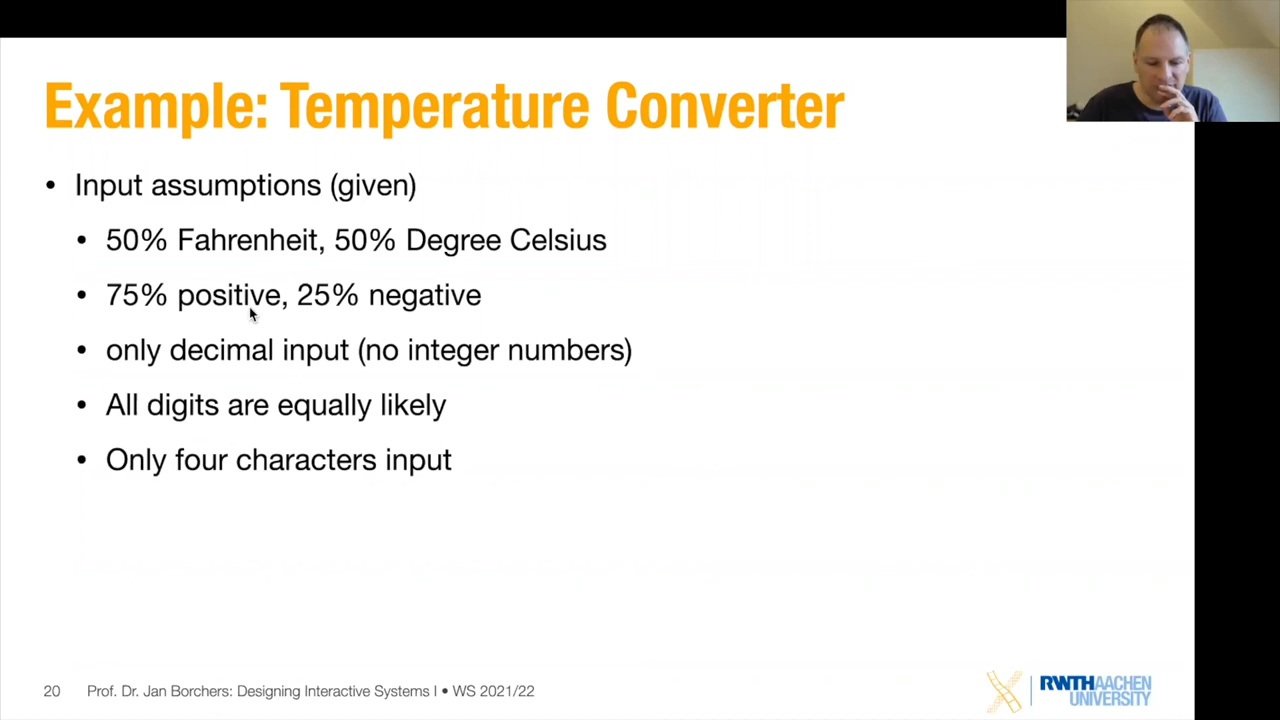 Example: Temperature Converter
• Input assumptions (given)
• 50% Fahrenheit, 50% Degree Celsius
• 75% positive, 25% negative
• only decimal input (no integer numbers)
• All digits are equally likely
• Only four characters input
20 Prof. Dr. Jan Borchers: Designing Interactive Systems I • WS 2021/22
RWTHAACHEN
UNIVERSITY